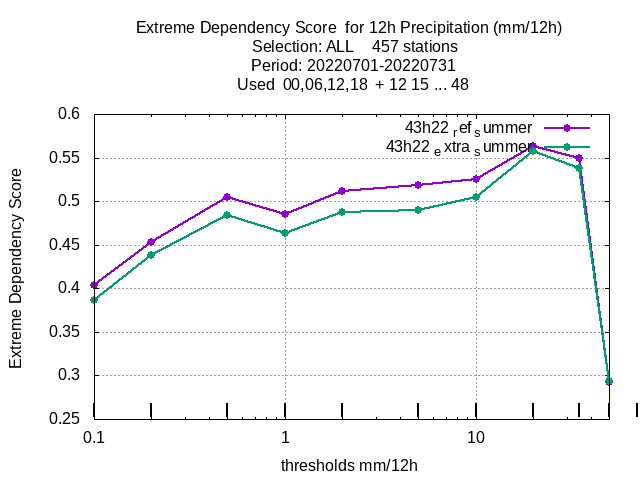 Extreme Dependency Score  for 12h Precipitation (mm/12h)
Selection: ALL    457 stations
Period: 20220701-20220731
Used  00,06,12,18  + 12 15 ... 48
0.6
43h22 ref summer
43h22 extra summer
0.55
0.5
0.45
0.4
0.35
0.3
0.25
Extreme Dependency Score
0.1
1
10
thresholds mm/12h